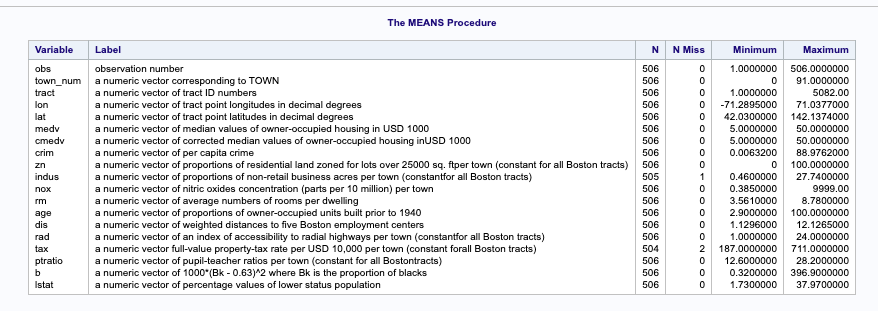 The MEANS Procedure
Variable Label N N Miss Minimum Maximum
obs observation number 506 0 1.0000000 506.0000000
town_num a numeric vector corresponding to TOWN 506 0 0 91.0000000
tract a numeric vector of tract ID numbers 506 0 1.0000000 5082.00
lon a numeric vector of tract point longitudes in decimal degrees 506 0 -71.2895000 71.0377000
lat a numeric vector of tract point latitudes in decimal degrees 506 0 42.0300000 142.1374000
medv a numeric vector of median values of owner-occupied housing in USD 1000 506 0 5.0000000 50.0000000
cmedv a numeric vector of corrected median values of owner-occupied housing inUSD 1000 506 0 5.0000000 50.0000000
crim a numeric vector of per capita crime 506 0 0.0063200 88.9762000
zn a numeric vector of proportions of residential land zoned for lots over 25000 sq. ftper town (constant for all Boston tracts) 506 0 0 100.0000000
indus a numeric vector of proportions of non-retail business acres per town (constantfor all Boston tracts) 505 1 0.4600000 27.7400000
nox a numeric vector of nitric oxides concentration (parts per 10 million) per town 506 0 0.3850000 9999.00
rm a numeric vector of average numbers of rooms per dwelling 506 0 3.5610000 8.7800000
age a numeric vector of proportions of owner-occupied units built prior to 1940 506 0 2.9000000 100.0000000
dis a numeric vector of weighted distances to five Boston employment centers 506 0 1.1296000 12.1265000
rad a numeric vector of an index of accessibility to radial highways per town (constantfor all Boston tracts) 506 0 1.0000000 24.0000000
tax a numeric vector full-value property-tax rate per USD 10,000 per town (constant forall Boston tracts) 504 2 187.0000000 711.0000000
ptratio a numeric vector of pupil-teacher ratios per town (constant for all Bostontracts) 506 0 12.6000000 28.2000000
b a numeric vector of 1000*(Bk - 0.63)^2 where Bk is the proportion of blacks 506 0 0.3200000 396.9000000
lstat a numeric vector of percentage values of lower status population 506 0 1.7300000 37.9700000